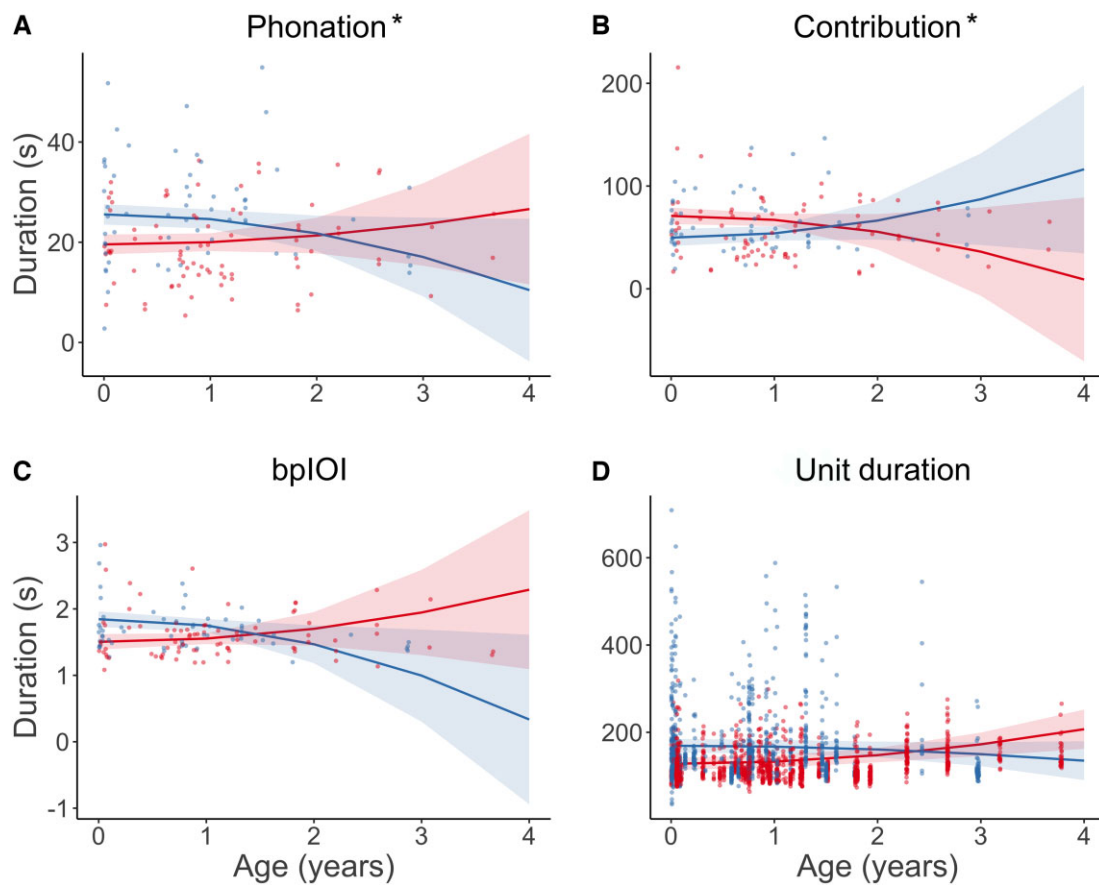 A Phonation *
Duration (s)
40
20
0
0 1 2 3 4
B Contribution *
200
100
0
0 1 2 3 4
C bpIOI
Duration (s)
3
2
1
0
-1
0 1 2 3 4
Age (years)
D Unit duration
600
400
200
0 1 2 3 4
Age (years)